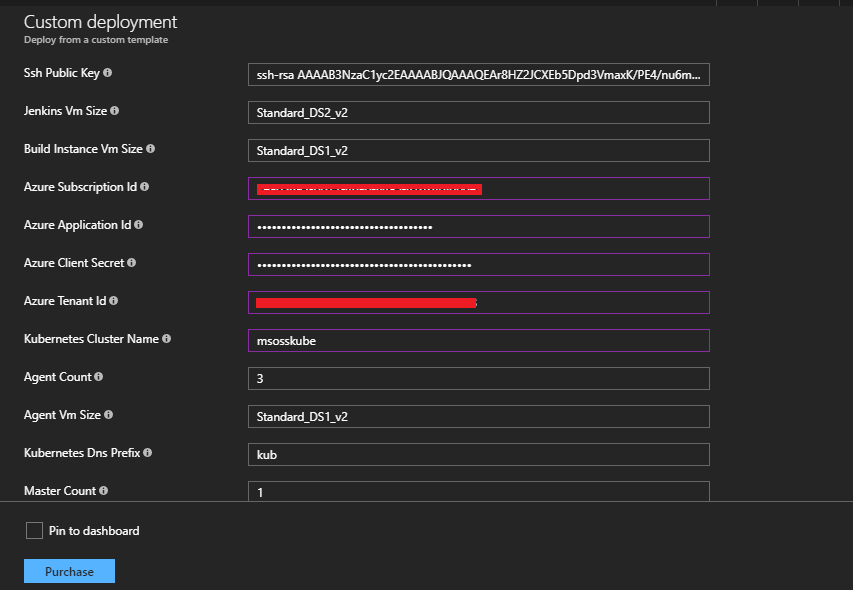 Custom deployment
Deploy from a custom template
Ssh Public Key
ssh-rsa AAAAB3NzaC1yc2EAAAABJQAAAQEAr8HZ2JCXEb5Dpd3VmaxK/PE4/nu6m...
Jenkins Vm Size
Standard_DS2_v2
Build Instance Vm Size
Standard_DS1_v2
Azure Subscription Id
Azure Application Id
••••••••••••••••••••••••••••••••••••
Azure Client Secret
••••••••••••••••••••••••••••••••••••••••••••
Azure Tenant Id
Kubernetes Cluster Name
msosskube
Agent Count
3
Agent Vm Size
Standard_DS1_v2
Kubernetes Dns Prefix
kub
Master Count
1
Pin to dashboard
Purchase